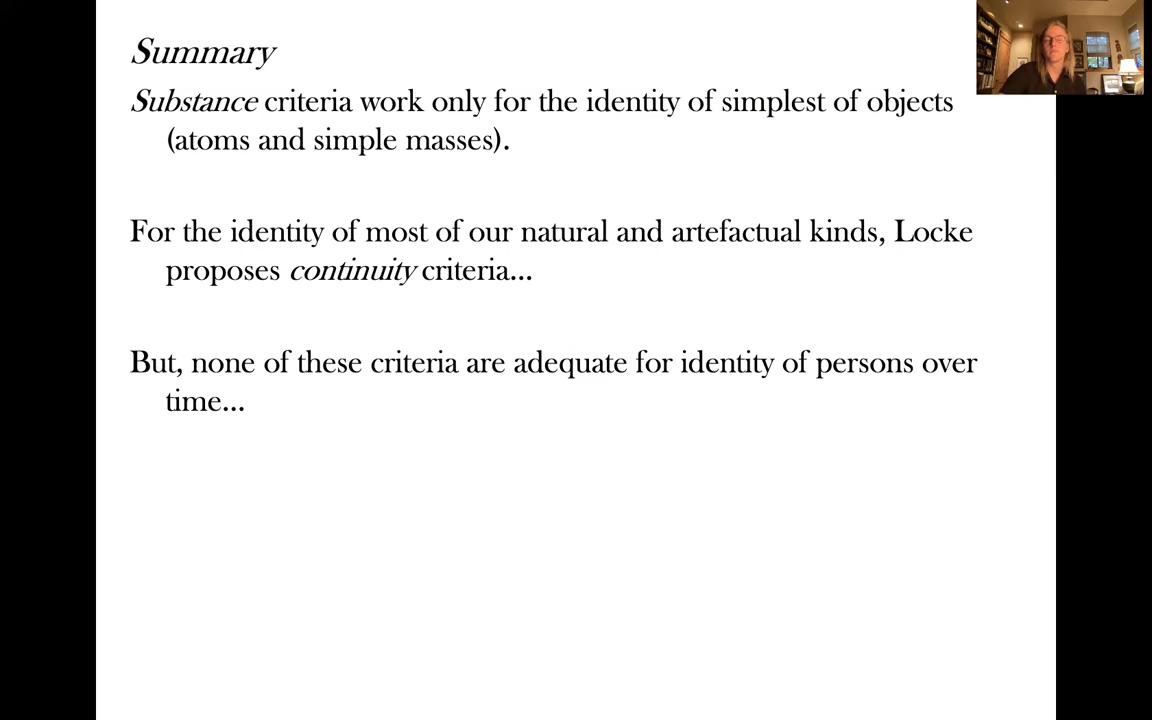 Summary
Substance criteria work only for the identity of simplest of objects
(atoms and simple masses).
For the identity of most of our natural and artefactual kinds, Locke
proposes continuity criteria...
But, none of these criteria are adequate for identity of persons over
time...